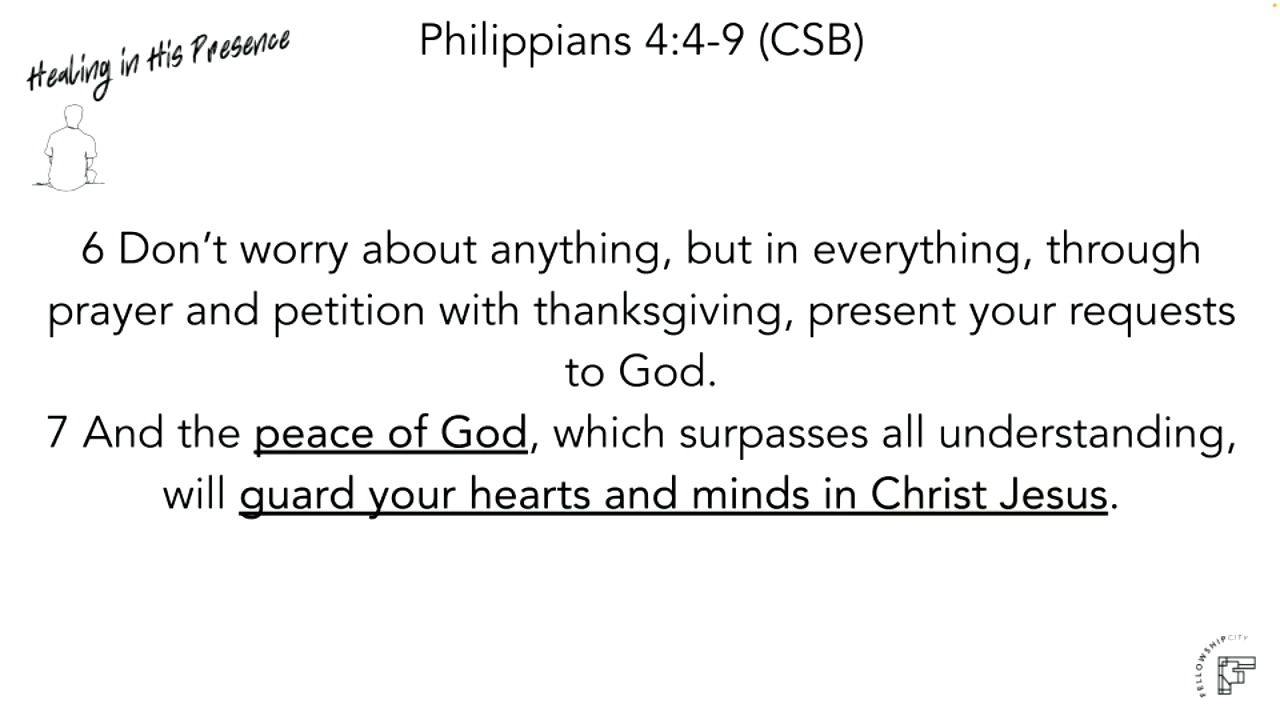 Healing in His Presence
Philippians 4:4-9 (CSB)
6 Don’t worry about anything, but in everything, through
prayer and petition with thanksgiving, present your requests
to God.
7 And the peace of God, which surpasses all understanding,
will guard your hearts and minds in Christ Jesus.
FELLOWSHIPCITY